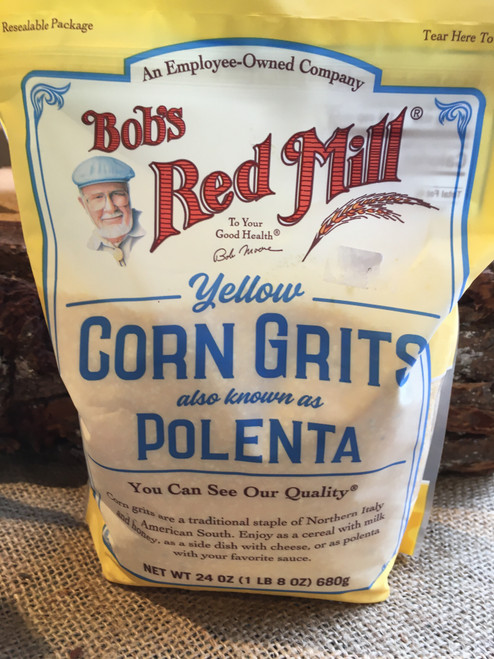 Resealable Package
Tear Here To
An Employee-Owned Company
Bob's
Red Mill®
To Your
Good Health®
Bob Moore
Yellow
CORN GRITS
also known as
POLENTA
You Can See Our Quality®
Corn grits are a traditional staple of Northern Italy
and American South. Enjoy as a cereal with milk
and honey, as a side dish with cheese, or as polenta
with your favorite sauce.
NET WT 24 OZ (1 LB 8 OZ) 680g